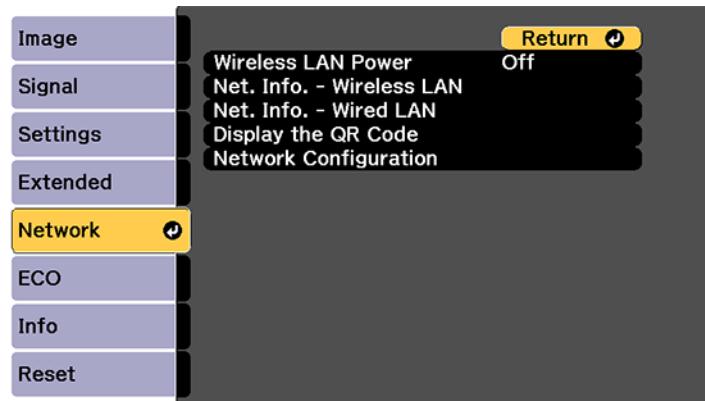 Image
Signal
Settings
Extended
Network
ECO
Info
Reset
Return
Wireless LAN Power Off
Net. Info. - Wireless LAN
Net. Info. - Wired LAN
Display the QR Code
Network Configuration